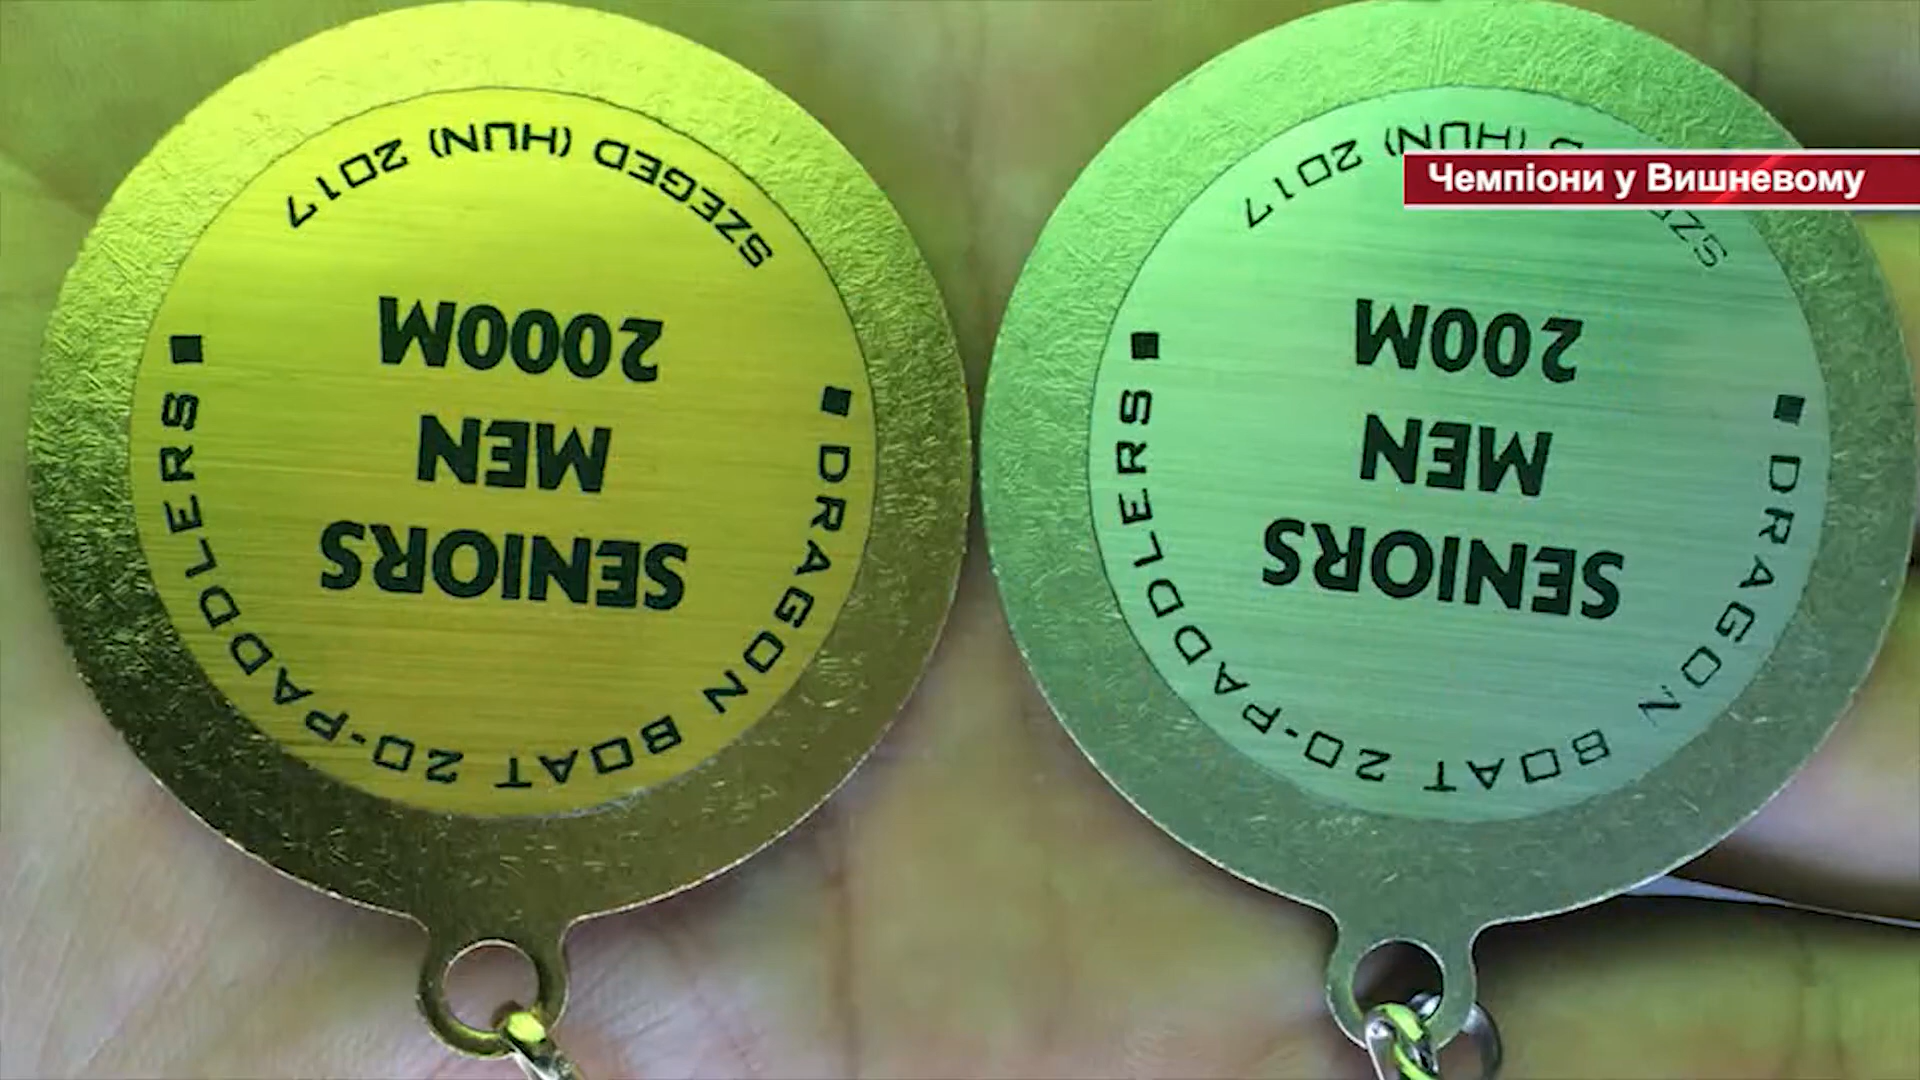 Чемпіони у Вишневому
■ DRAGON BOAT 20-PADDLERS ■
SENIORS
MEN
2000M
SZEGED (HUN) 2017
■ DRAGON BOAT 20-PADDLERS ■
SENIORS
MEN
200M
(HUN) 2017